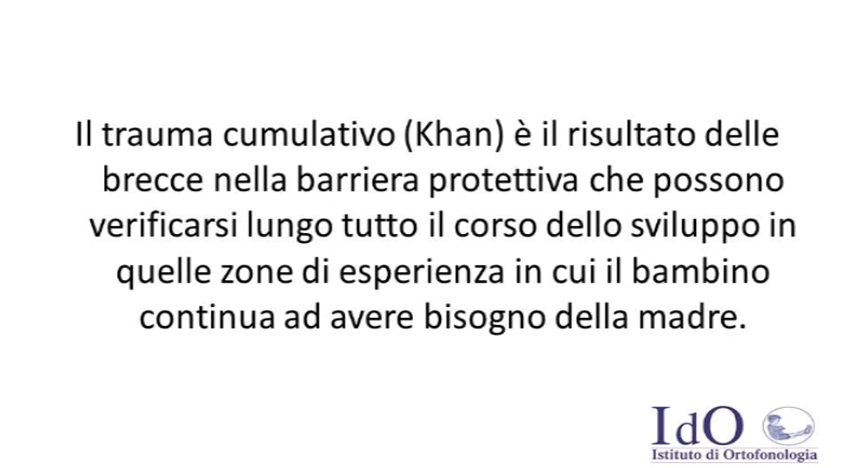 Il trauma cumulativo (Khan) è il risultato delle
brecce nella barriera protettiva che possono
verificarsi lungo tutto il corso dello sviluppo in
quelle zone di esperienza in cui il bambino
continua ad avere bisogno della madre.
IdO
Istituto di Ortofonologia